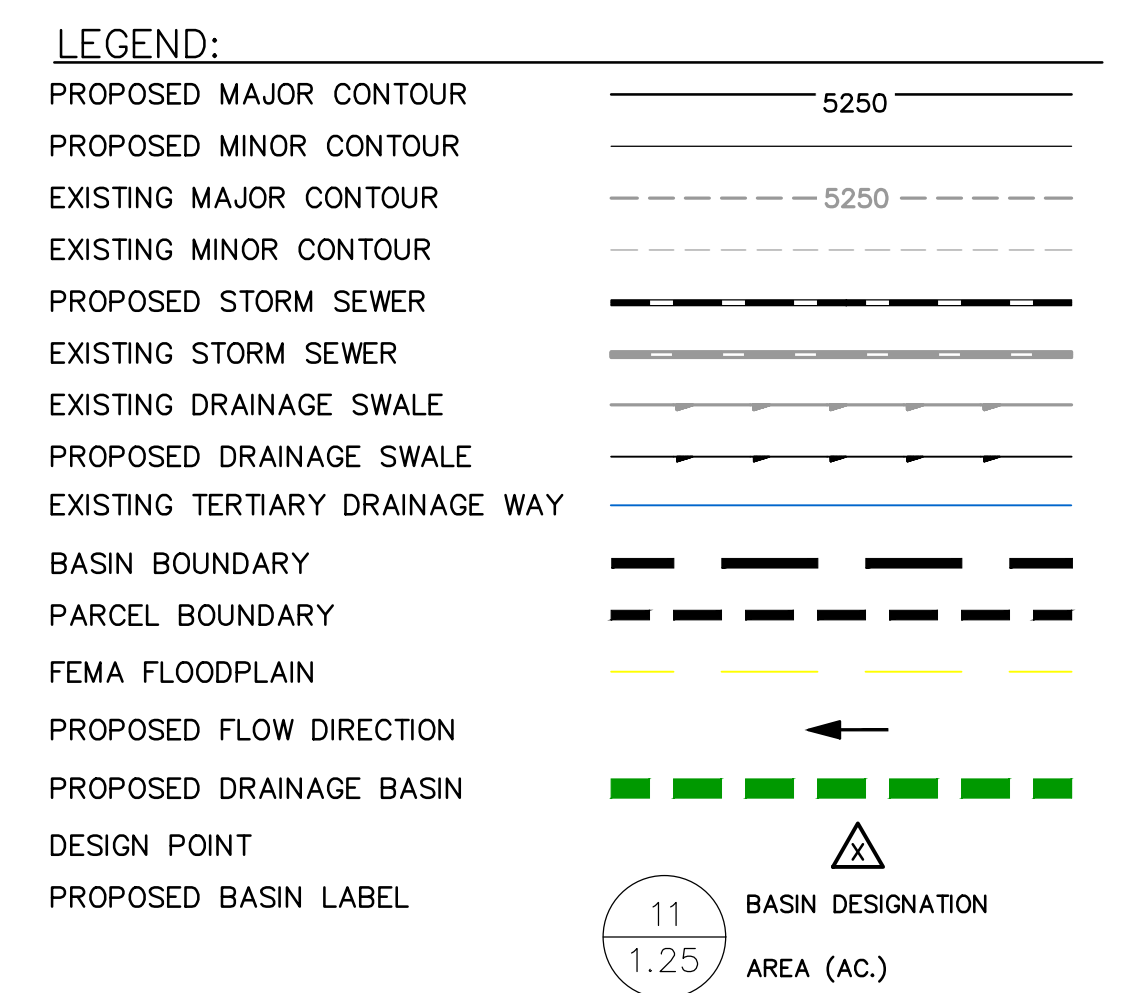 LEGEND:
PROPOSED MAJOR CONTOUR 5250
PROPOSED MINOR CONTOUR
EXISTING MAJOR CONTOUR 5250
EXISTING MINOR CONTOUR
PROPOSED STORM SEWER
EXISTING STORM SEWER
EXISTING DRAINAGE SWALE
PROPOSED DRAINAGE SWALE
EXISTING TERTIARY DRAINAGE WAY
BASIN BOUNDARY
PARCEL BOUNDARY
FEMA FLOODPLAIN
PROPOSED FLOW DIRECTION
PROPOSED DRAINAGE BASIN
DESIGN POINT X
PROPOSED BASIN LABEL
11 BASIN DESIGNATION
1.25 AREA (AC.)